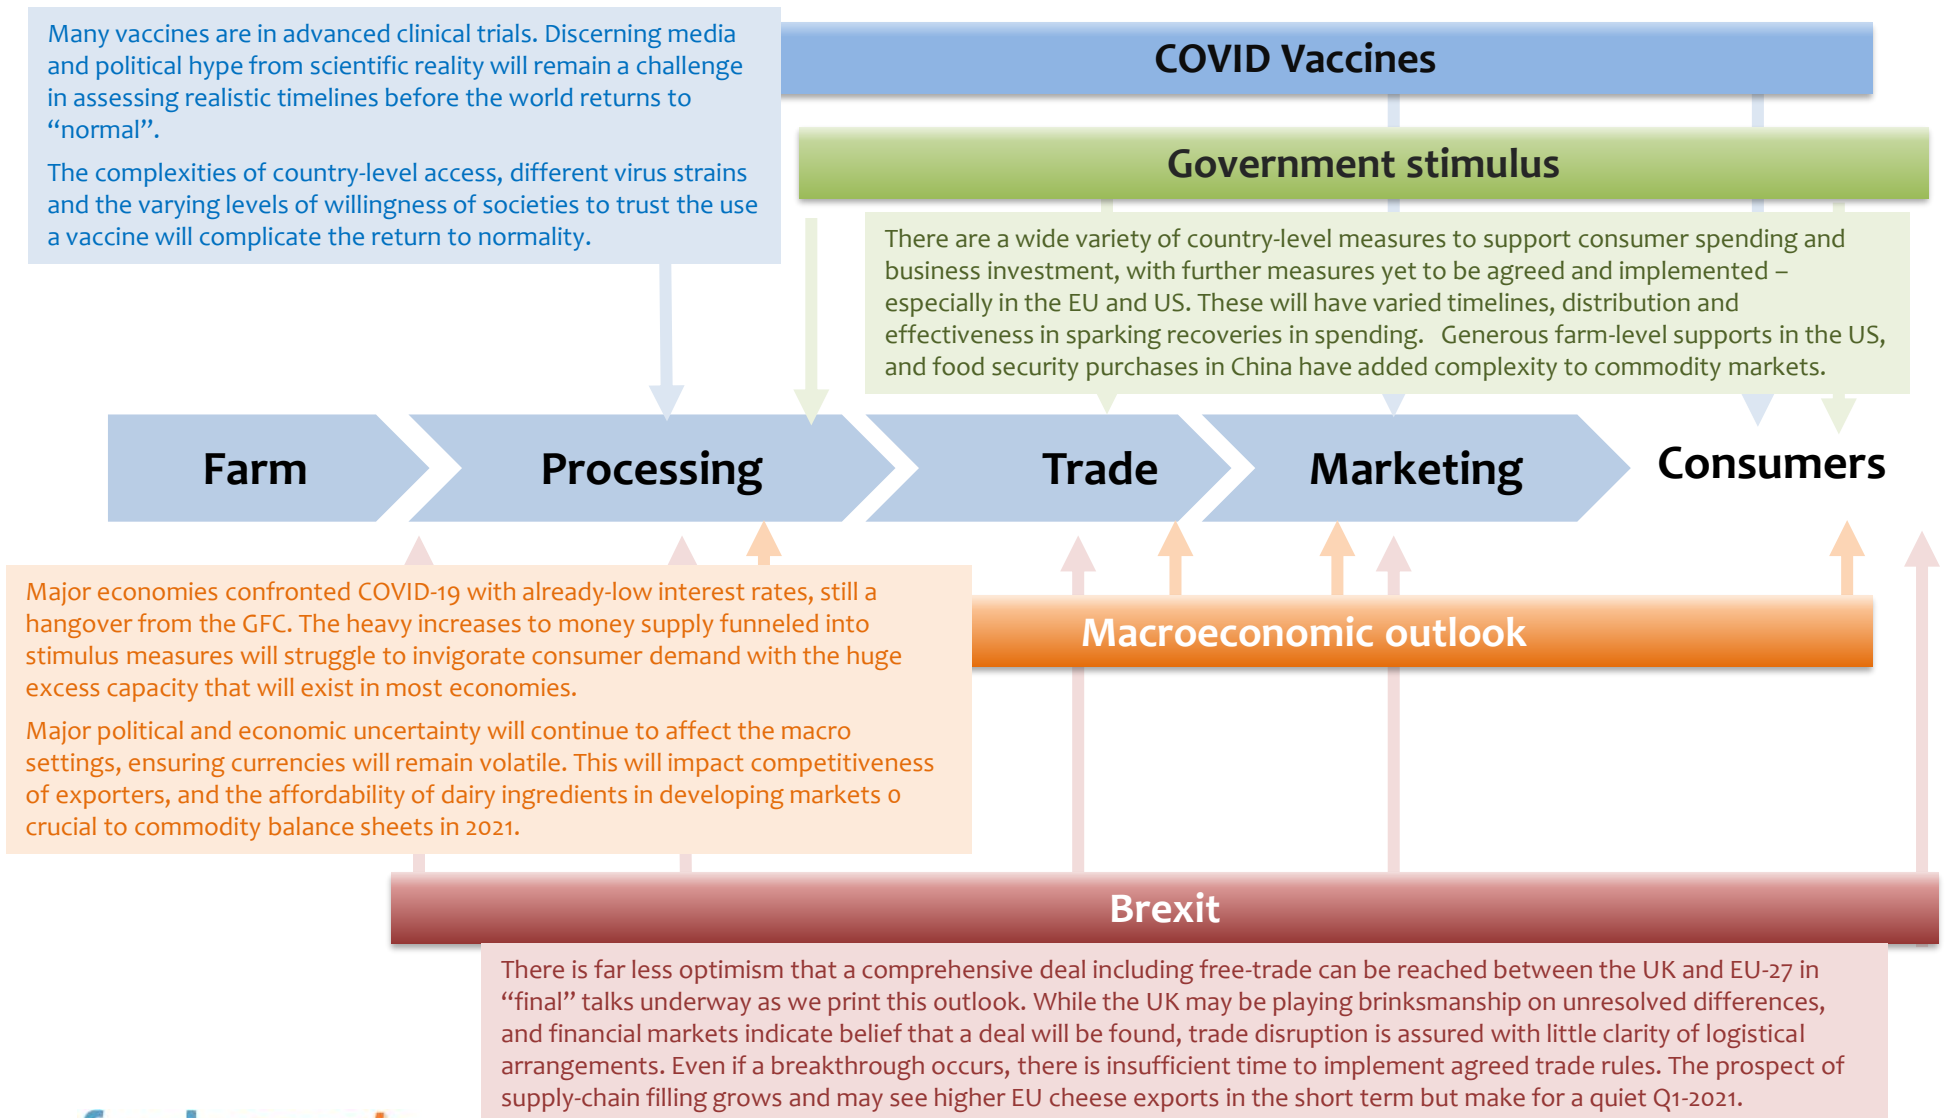 Many vaccines are in advanced clinical trials. Discerning media
and political hype from scientific reality will remain a challenge
in assessing realistic timelines before the world returns to
“normal”.
The complexities of country-level access, different virus strains
and the varying levels of willingness of societies to trust the use
a vaccine will complicate the return to normality.
COVID Vaccines
Government stimulus
There are a wide variety of country-level measures to support consumer spending and
business investment, with further measures yet to be agreed and implemented –
especially in the EU and US. These will have varied timelines, distribution and
effectiveness in sparking recoveries in spending.   Generous farm-level supports in the US,
and food security purchases in China have added complexity to commodity markets.
Farm
Processing
Trade
Marketing
Consumers
Major economies confronted COVID-19 with already-low interest rates, still a
hangover from the GFC. The heavy increases to money supply funneled into
stimulus measures will struggle to invigorate consumer demand with the huge
excess capacity that will exist in most economies.
Major political and economic uncertainty will continue to affect the macro
settings, ensuring currencies will remain volatile. This will impact competitiveness
of exporters, and the affordability of dairy ingredients in developing markets 0
crucial to commodity balance sheets in 2021.
Macroeconomic outlook
Brexit
There is far less optimism that a comprehensive deal including free-trade can be reached between the UK and EU-27 in
“final” talks underway as we print this outlook. While the UK may be playing brinksmanship on unresolved differences,
and financial markets indicate belief that a deal will be found, trade disruption is assured with little clarity of logistical
arrangements. Even if a breakthrough occurs, there is insufficient time to implement agreed trade rules. The prospect of
supply-chain filling grows and may see higher EU cheese exports in the short term but make for a quiet Q1-2021.